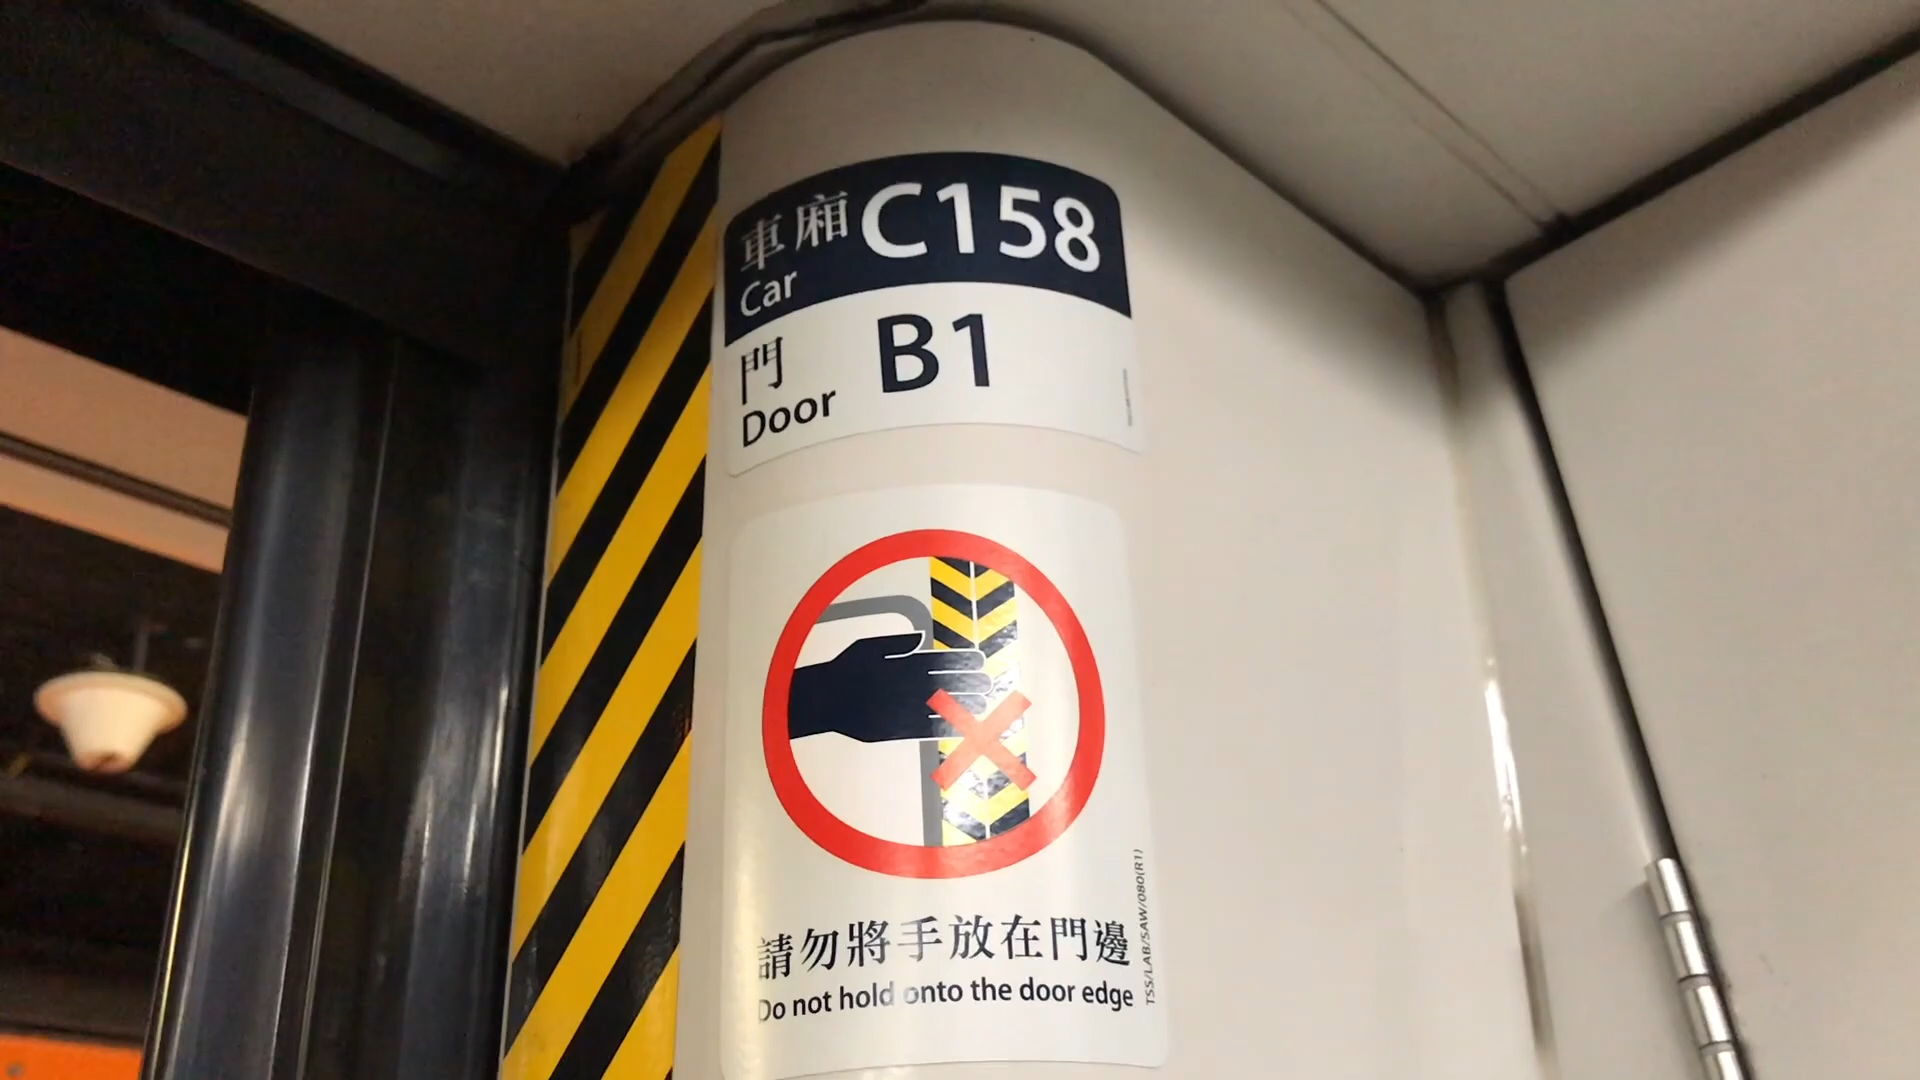 車廂 C158
Car
門 B1
Door
請勿將手放在門邊
Do not hold onto the door edge
TSS/LAB/SAW/080(R1)